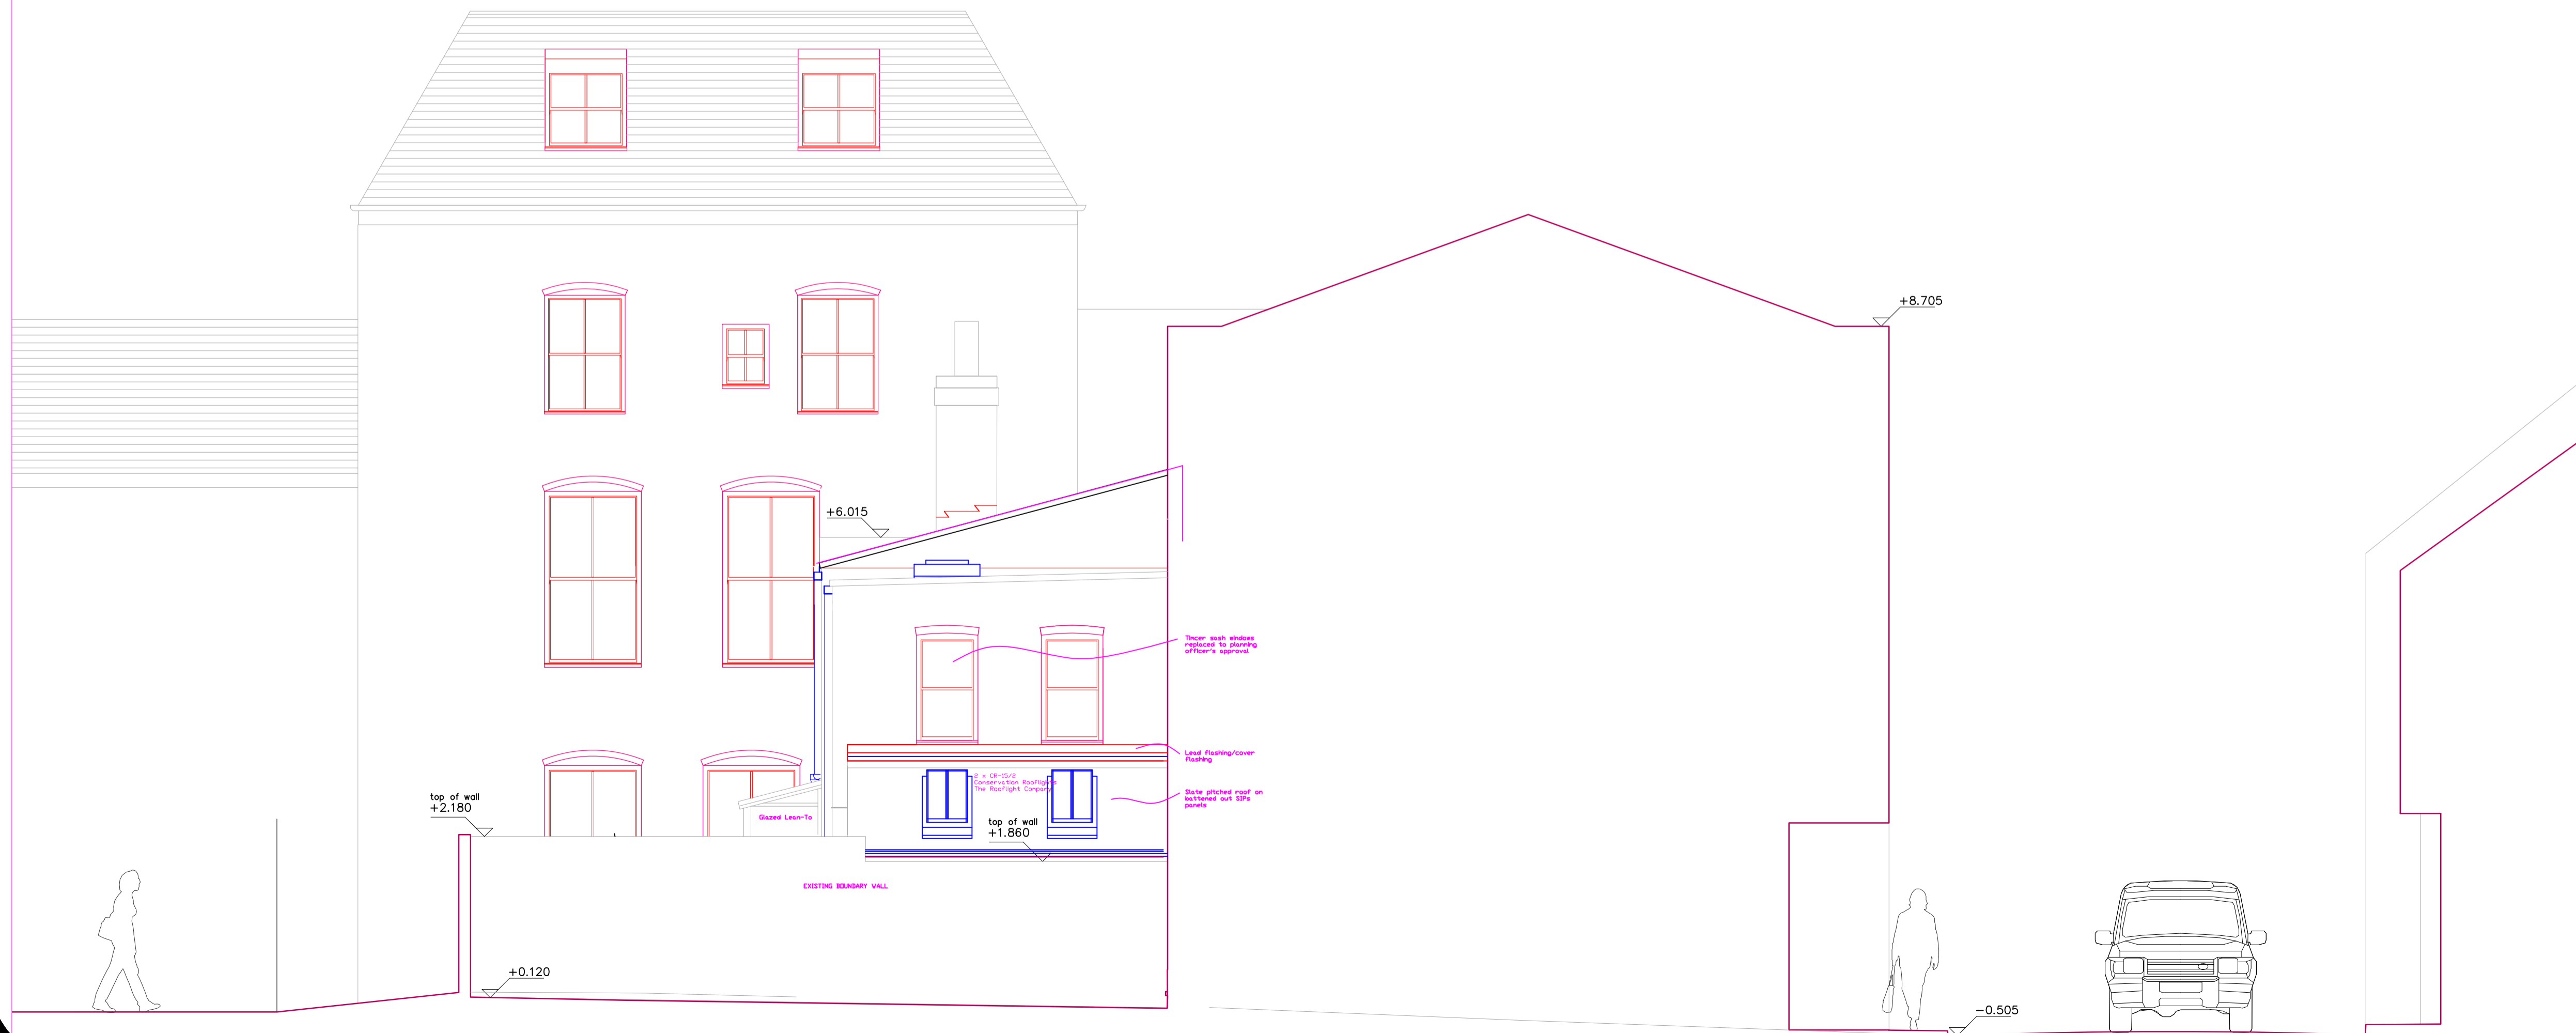 +8.705
+6.015
Timcer sash windows
replaced to planning
officer's approval
Lead flashing/cover
flashing
2 x CR-15/2
Conservation Rooflights
The Rooflight Company
Slate pitched roof on
battened out SIPs
panels
top of wall
+2.180
Glazed Lean-To
top of wall
+1.860
EXISTING BOUNDARY WALL
+0.120
-0.505